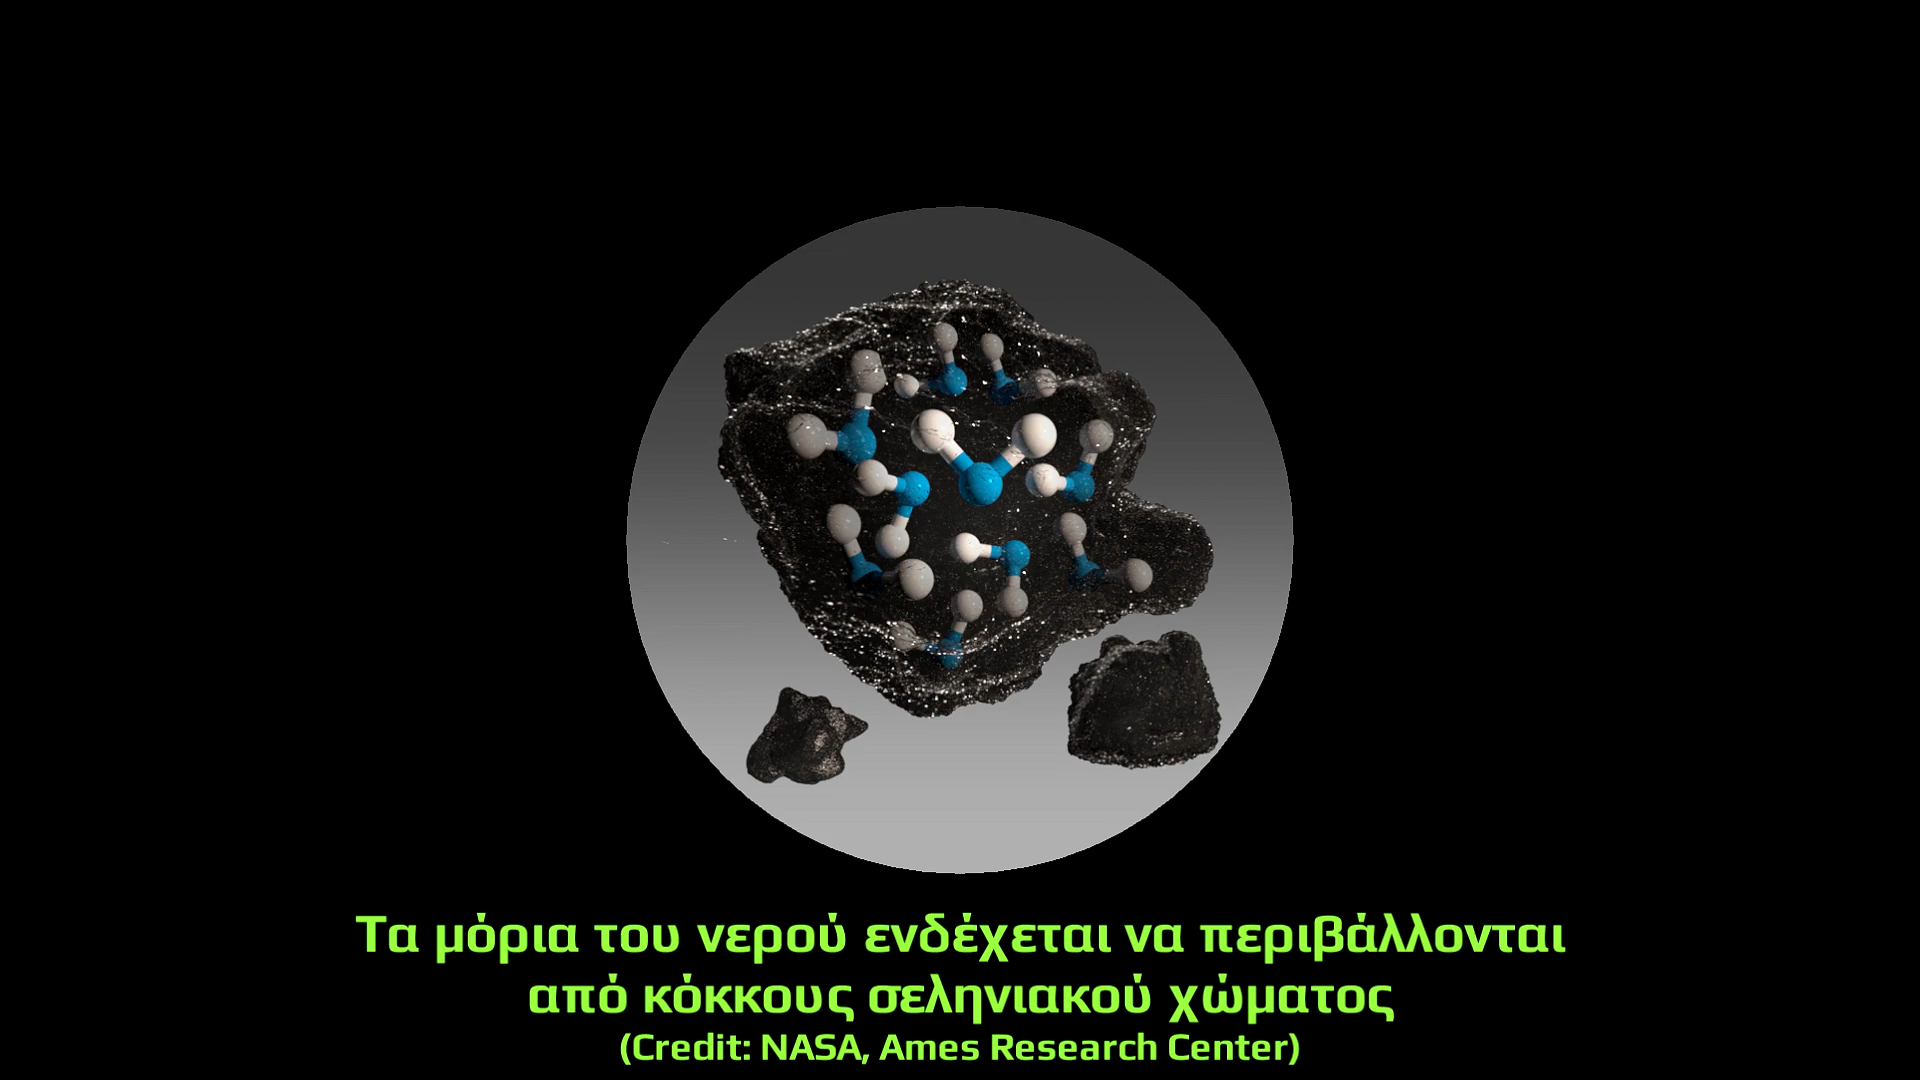 Τα μόρια του νερού ενδέχεται να περιβάλλονται
από κόκκους σεληνιακού χώματος
(Credit: NASA, Ames Research Center)